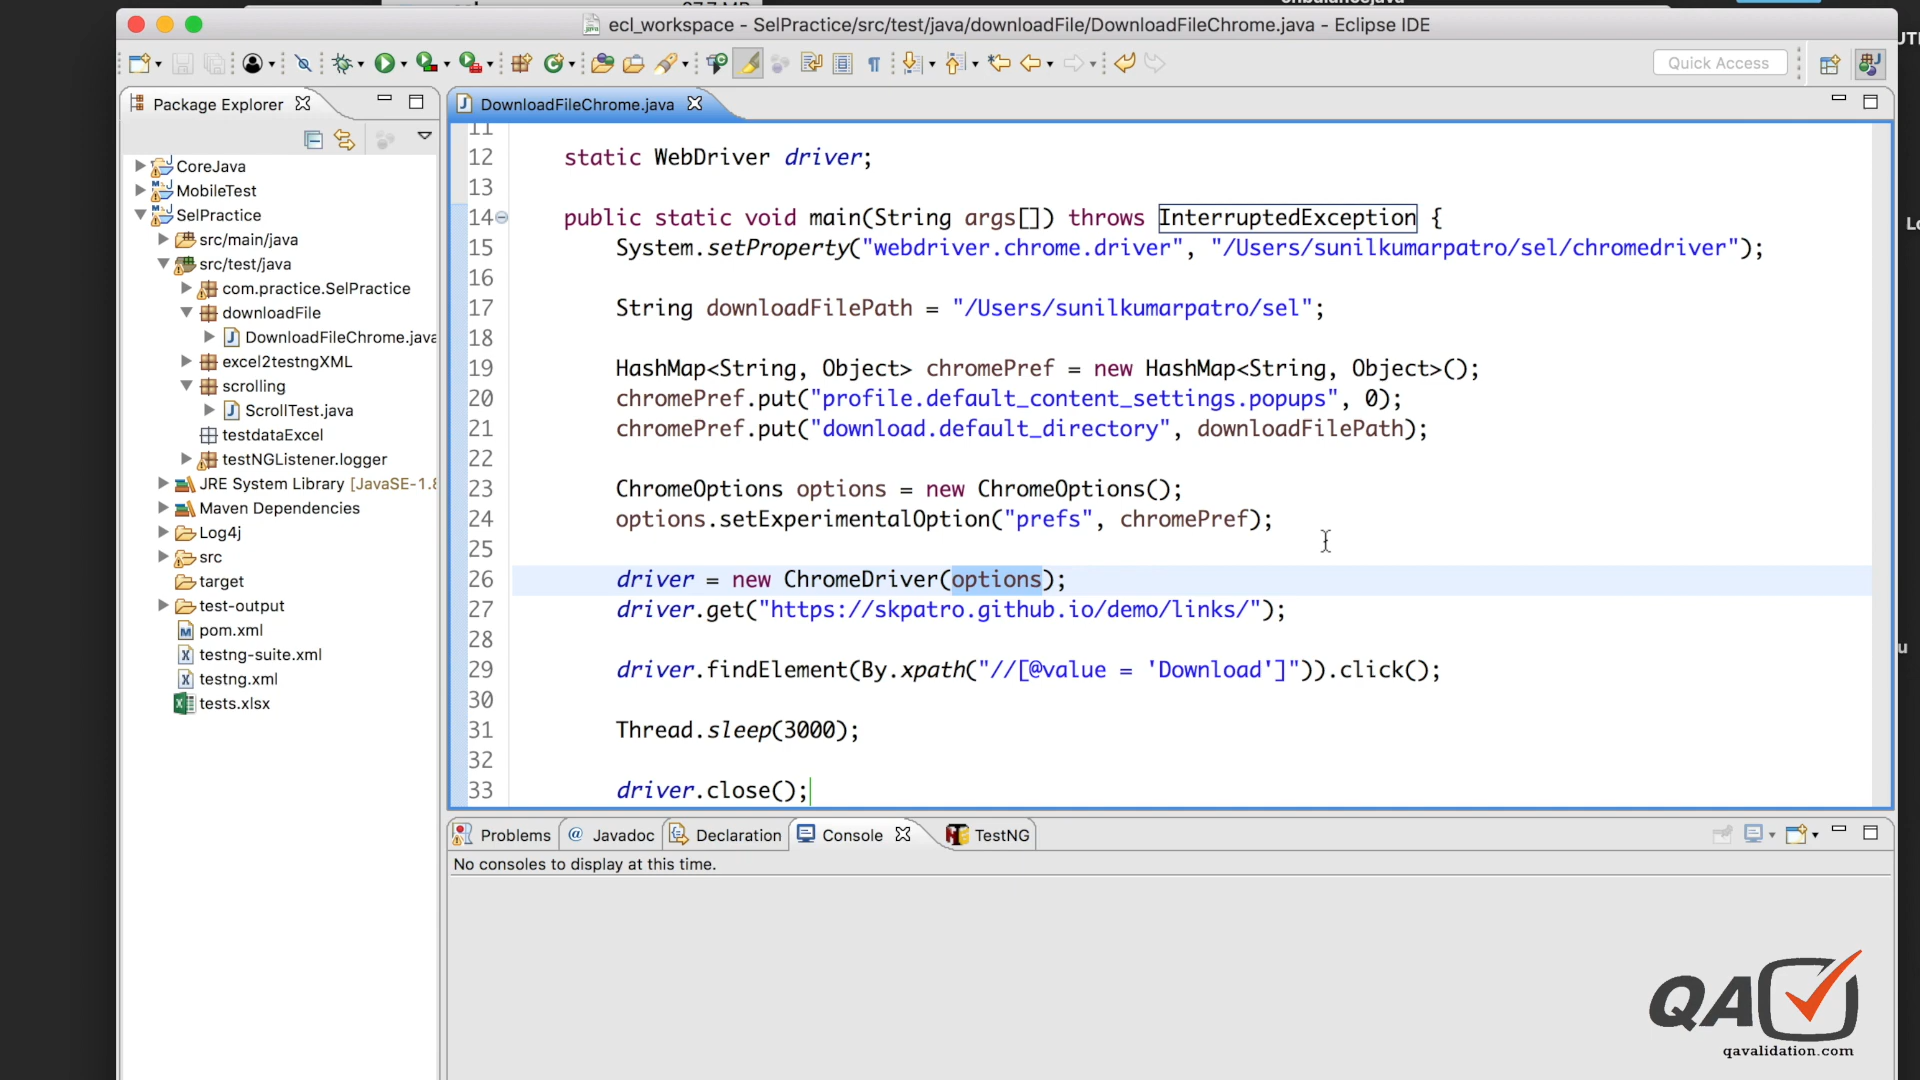 ecl_workspace - SelPractice/src/test/java/downloadFile/DownloadFileChrome.java - Eclipse IDE
Quick Access
Package Explorer
CoreJava
MobileTest
SelPractice
src/main/java
src/test/java
com.practice.SelPractice
downloadFile
DownloadFileChrome.java
excel2testngXML
scrolling
ScrollTest.java
testdataExcel
testNGListener.logger
JRE System Library [JavaSE-1.8
Maven Dependencies
Log4j
src
target
test-output
pom.xml
testng-suite.xml
testng.xml
tests.xlsx
DownloadFileChrome.java
11
12 static WebDriver driver;
13
14 public static void main(String args[]) throws InterruptedException {
15 System.setProperty("webdriver.chrome.driver", "/Users/sunilkumarpatro/sel/chromedriver");
16
17 String downloadFilePath = "/Users/sunilkumarpatro/sel";
18
19 HashMap<String, Object> chromePref = new HashMap<String, Object>();
20 chromePref.put("profile.default_content_settings.popups", 0);
21 chromePref.put("download.default_directory", downloadFilePath);
22
23 ChromeOptions options = new ChromeOptions();
24 options.setExperimentalOption("prefs", chromePref);
25
26 driver = new ChromeDriver(options);
27 driver.get("https://skpatro.github.io/demo/links/");
28
29 driver.findElement(By.xpath("//[@value = 'Download']")).click();
30
31 Thread.sleep(3000);
32
33 driver.close();
Problems @ Javadoc Declaration Console TestNG
No consoles to display at this time.
QA
qavalidation.com